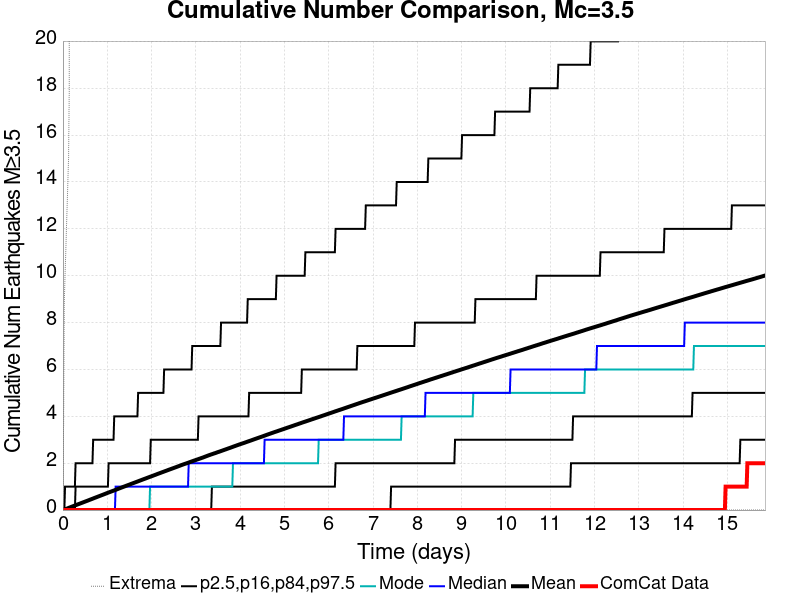 Cumulative Number Comparison, Mc=3.5
Cumulative Num Earthquakes M≥3.5
20
18
16
14
12
10
8
6
4
2
0
0 1 2 3 4 5 6 7 8 9 10 11 12 13 14 15
Time (days)
Extrema p2.5,p16,p84,p97.5 Mode Median Mean ComCat Data